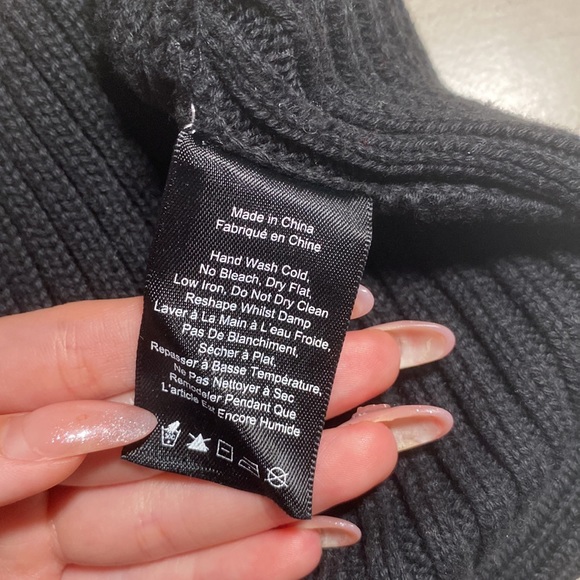 Made in China
Fabriqué en Chine
Hand Wash Cold,
No Bleach, Dry Flat,
Low Iron, Do Not Dry Clean
Reshape Whilst Damp
Laver à La Main à L'eau Froide,
Pas De Blanchiment,
Sécher à Plat,
Repasser à Basse Température,
Ne Pas Nettoyer à Sec
Remodeler Pendant Que
L'article Est Encore Humide